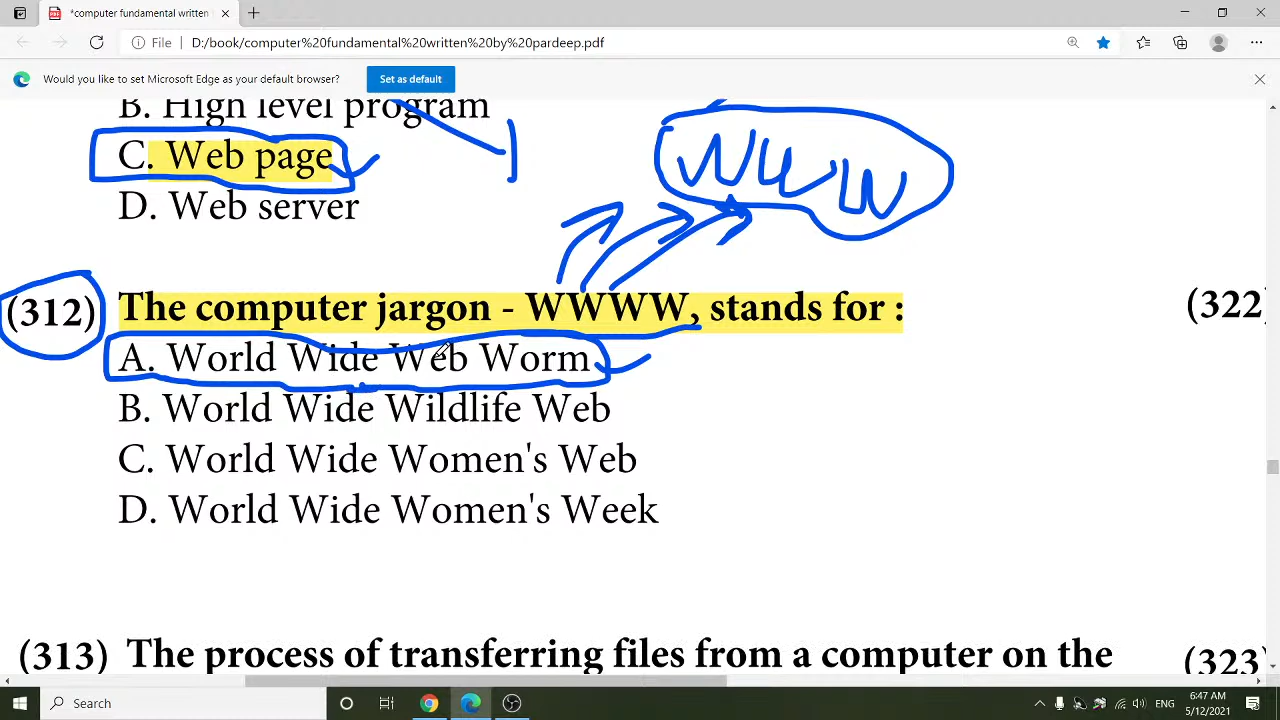 *computer fundamental written
File
D:/book/computer%20fundamental%20written%20by%20pardeep.pdf
Would you like to set Microsoft Edge as your default browser?
Set as default
B. High level program
C. Web page
D. Web server
WWW
(312) The computer jargon - WWWW, stands for :
(322)
A. World Wide Web Worm
B. World Wide Wildlife Web
C. World Wide Women's Web
D. World Wide Women's Week
(313) The process of transferring files from a computer on the
(323)
Search
ENG
6:47 AM
5/12/2021